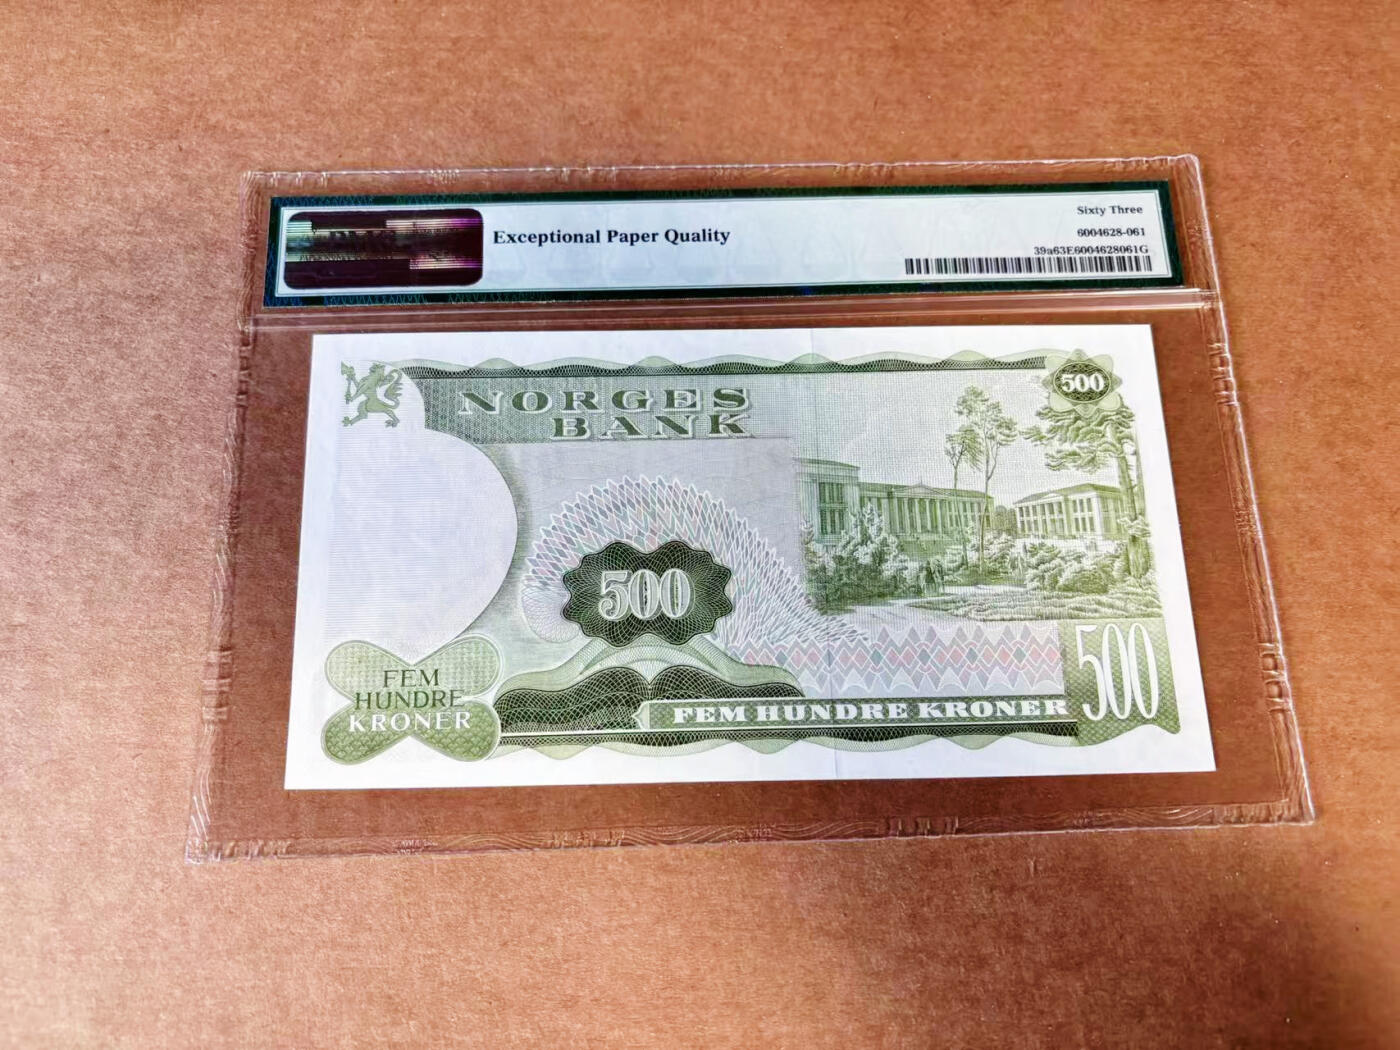 Exceptional Paper Quality
Sixty Three
6004628-061
39a63E6004628061G
NORGES
BANK
500
500
FEM
HUNDRE
KRONER
FEM HUNDRE KRONER
500